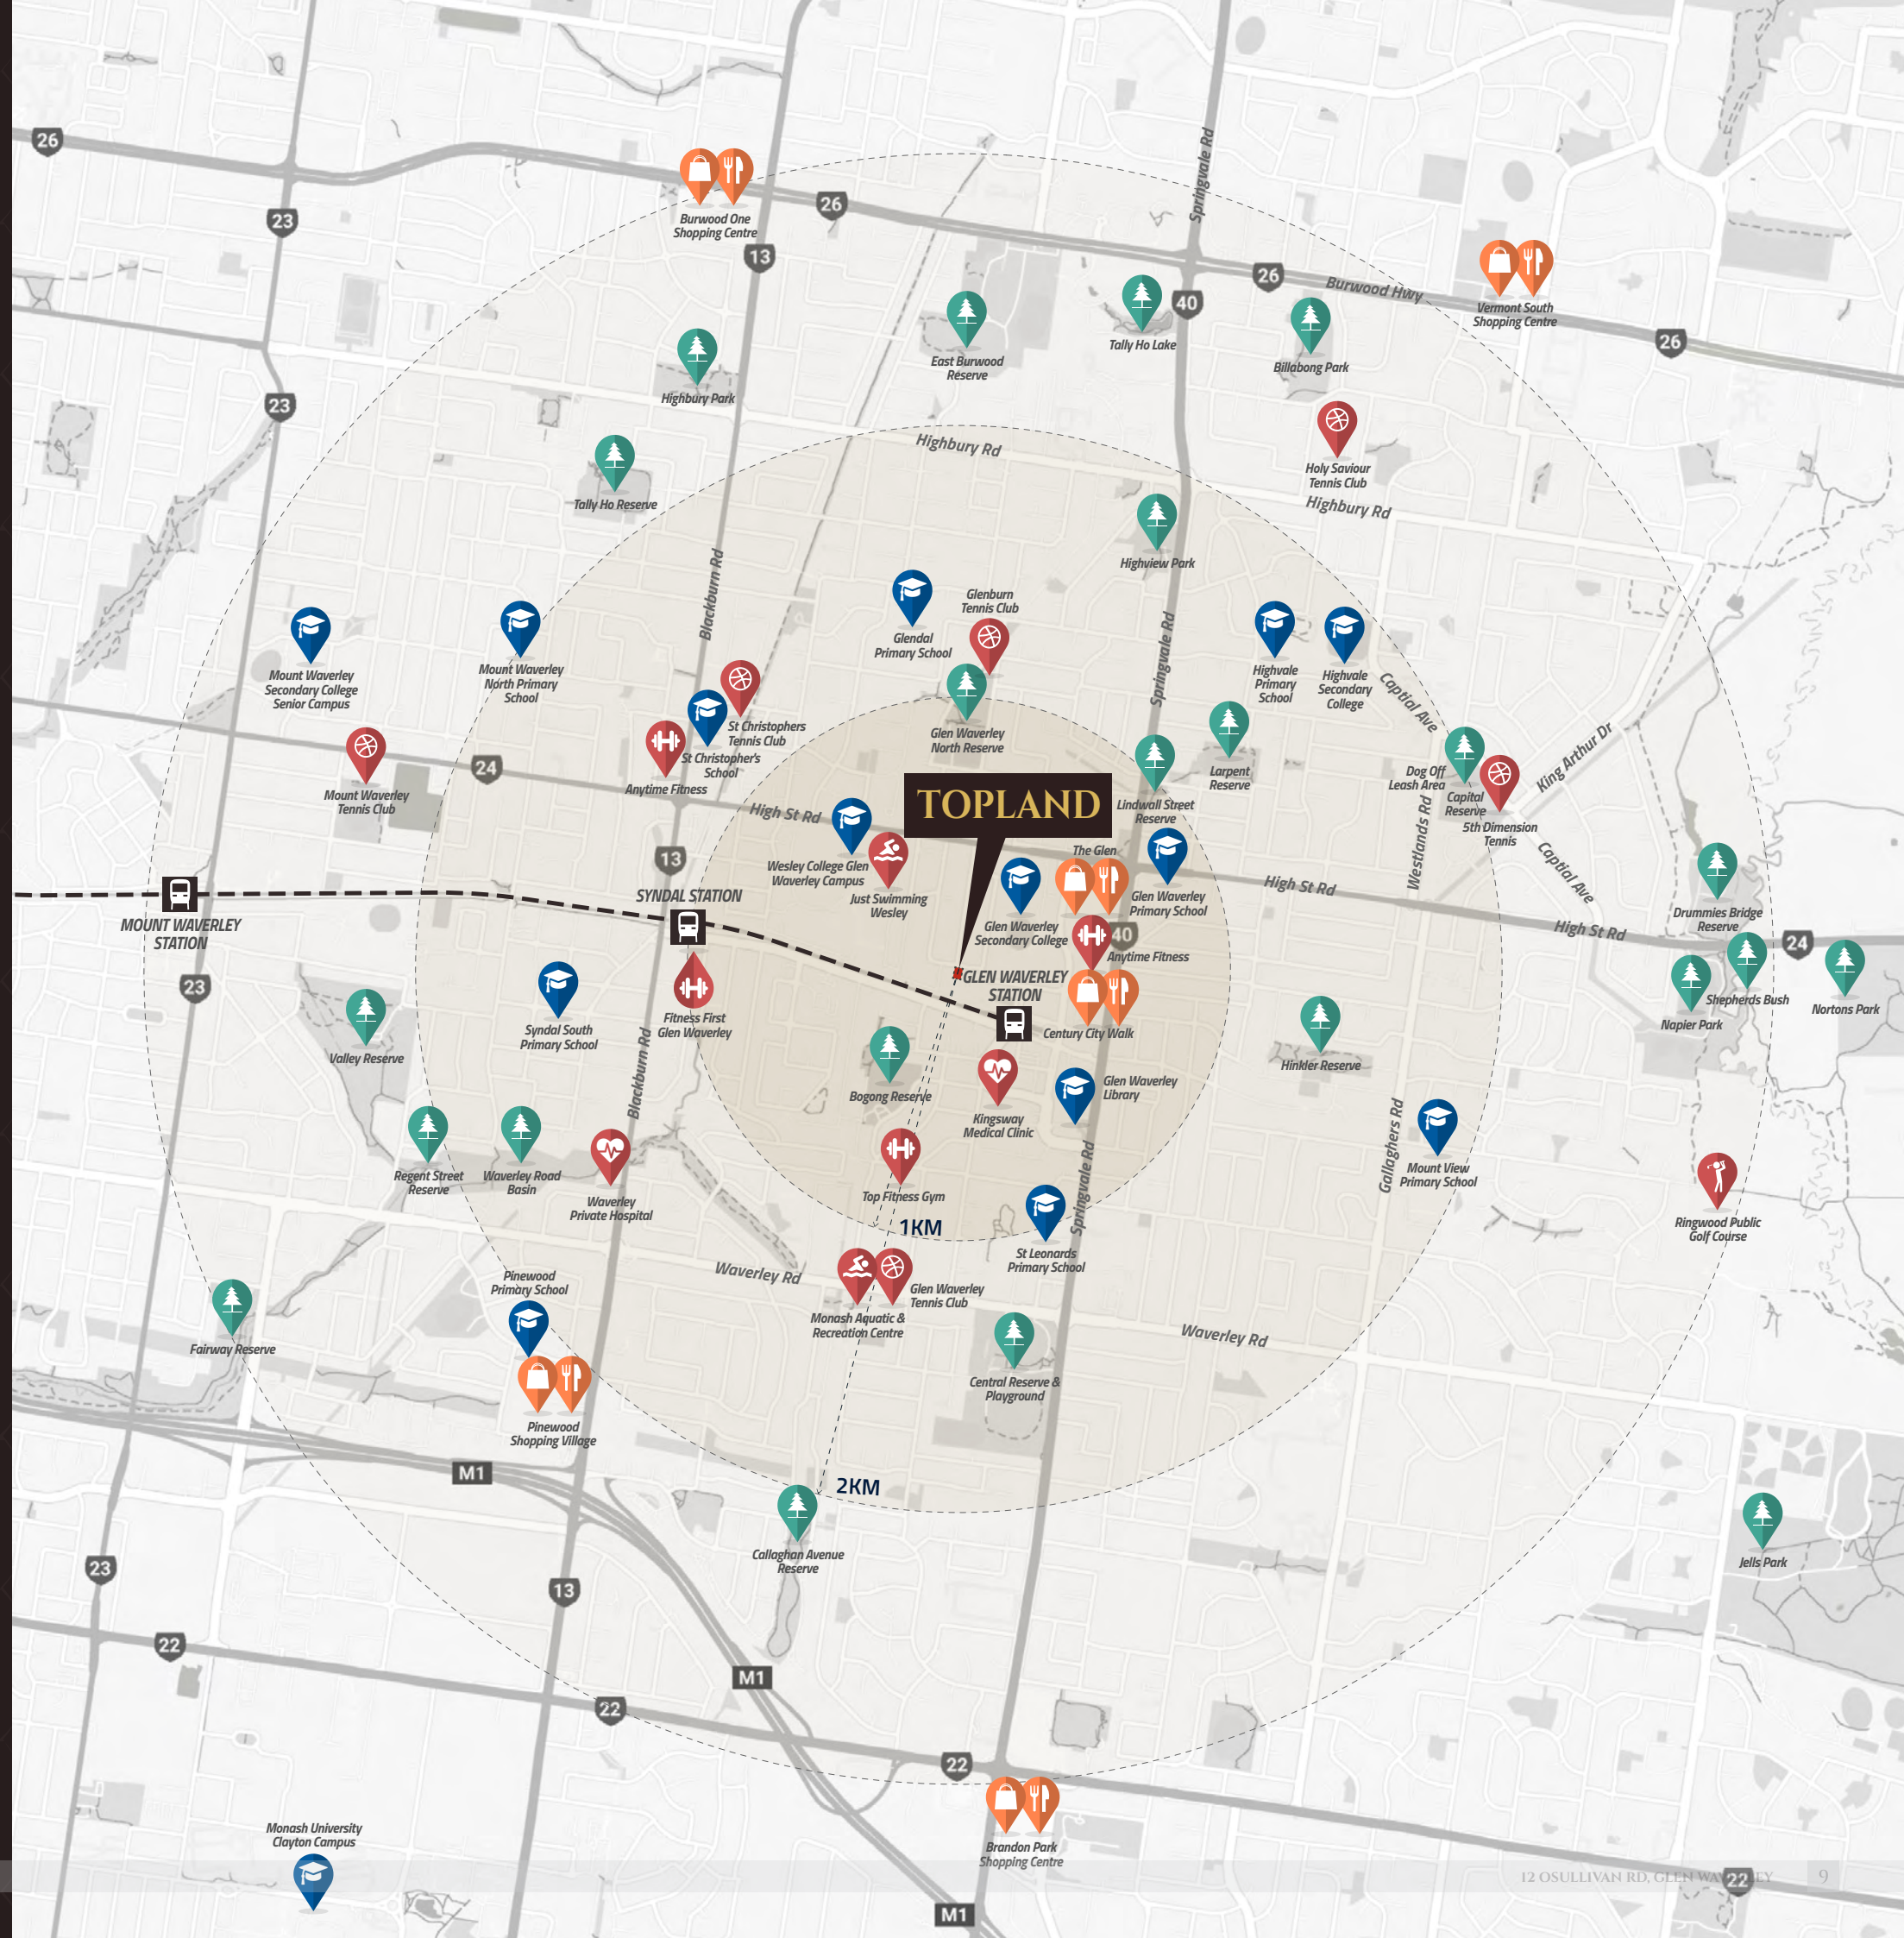 26
Burwood One
Shopping Centre
23
26
13
Springvale Rd
26
40
Burwood Hwy
Vermont South
Shopping Centre
26
East Burwood
Reserve
Tally Ho Lake
Billabong Park
Highbury Park
23
Highbury Rd
Holy Saviour
Tennis Club
Highbury Rd
Tally Ho Reserve
Highview Park
Blackburn Rd
Springvale Rd
Glenburn
Tennis Club
Glendal
Primary School
Mount Waverley
Secondary College
Senior Campus
Mount Waverley
North Primary
School
Highvale
Primary
School
Highvale
Secondary
College
Captial Ave
St Christophers
Tennis Club
St Christopher's
School
Anytime Fitness
Glen Waverley
North Reserve
Larpent
Reserve
King Arthur Dr
Dog Off
Leash Area
Capital
Reserve
5th Dimension
Tennis
24
Mount Waverley
Tennis Club
High St Rd
TOPLAND
Lindwall Street
Reserve
Westlands Rd
Captial Ave
13
Wesley College Glen
Waverley Campus
Just Swimming
Wesley
The Glen
Glen Waverley
Primary School
High St Rd
Glen Waverley
Secondary College
40
Anytime Fitness
High St Rd
24
Drummies Bridge
Reserve
MOUNT WAVERLEY
STATION
SYNDAL STATION
GLEN WAVERLEY
STATION
23
Fitness First
Glen Waverley
Syndal South
Primary School
Century City Walk
Shepherds Bush
Napier Park
Nortons Park
Valley Reserve
Blackburn Rd
Bogong Reserve
Hinkler Reserve
Kingsway
Medical Clinic
Glen Waverley
Library
Gallaghers Rd
Mount View
Primary School
Regent Street
Reserve
Waverley Road
Basin
Waverley
Private Hospital
Top Fitness Gym
Springvale Rd
1KM
Ringwood Public
Golf Course
St Leonards
Primary School
Waverley Rd
Pinewood
Primary School
Glen Waverley
Tennis Club
Monash Aquatic &
Recreation Centre
Fairway Reserve
Waverley Rd
Central Reserve &
Playground
Pinewood
Shopping Village
M1
2KM
Callaghan Avenue
Reserve
Jells Park
23
13
22
M1
22
22
Monash University
Clayton Campus
Brandon Park
Shopping Centre
12 OSULLIVAN RD, GLEN WAVERLEY
22
9
M1